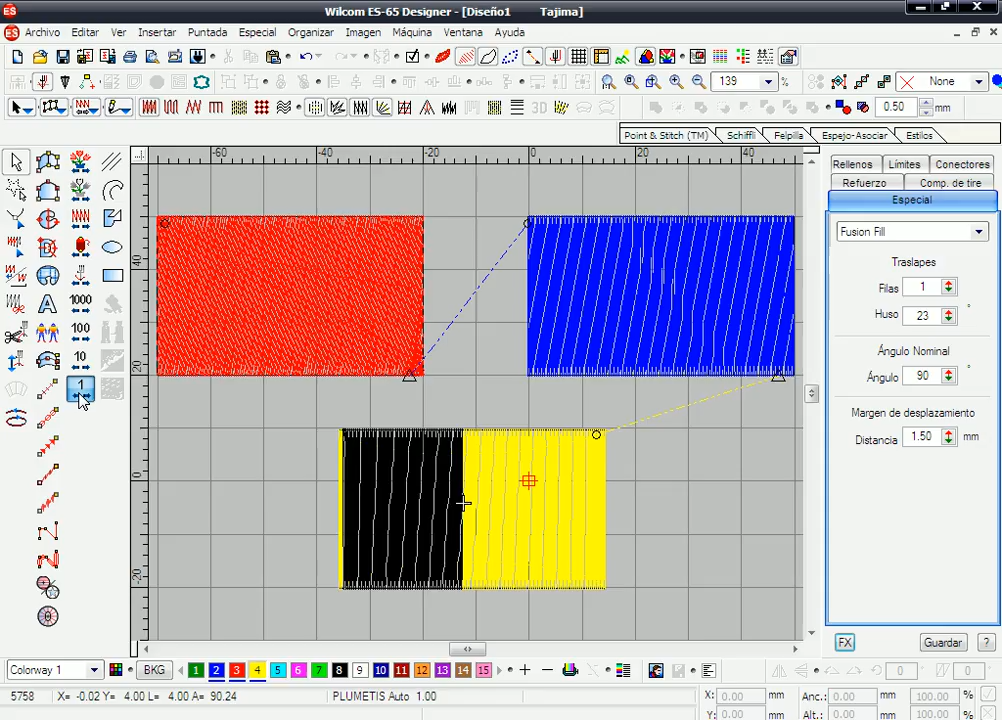 Wilcom ES-65 Designer - [Diseño1      Tajima]
Archivo Editar Ver Insertar Puntada Especial Organizar Imagen Máquina Ventana Ayuda
139 % None
3D 0.50 mm
Point & Stitch (TM) Schiffli Felpilla Espejo-Asociar Estilos
-60 -40 -20 0 20 40
Rellenos Límites Conectores
Refuerzo Comp. de tire
Especial
Fusion Fill
Traslapes
Filas 1
Huso 23 °
Ángulo Nominal
Ángulo 90 °
Margen de desplazamiento
Distancia 1.50 mm
40
20
0
-20
1000
100
10
1
FX Guardar ?
Colorway 1 BKG 1 2 3 4 5 6 7 8 9 10 11 12 13 14 15 0 0
5758 X= -0.02 Y= 4.00 L= 4.00 A= 90.24 PLUMETIS Auto 1.00
X: 0.00 mm Anc.: 0.00 mm 100.00 %
Y: 0.00 mm Alt.: 0.00 mm 100.00 %